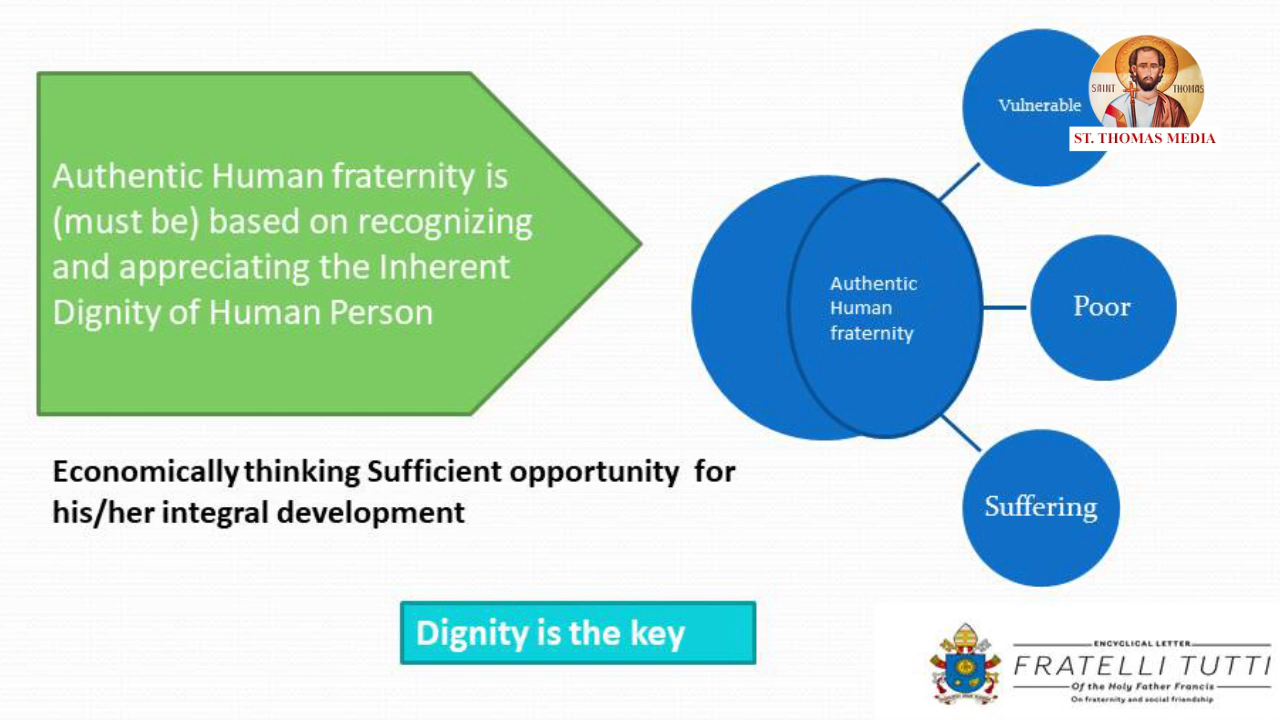 Authentic Human fraternity is
(must be) based on recognizing
and appreciating the Inherent
Dignity of Human Person
Economically thinking Sufficient opportunity for
his/her integral development
Dignity is the key
Authentic
Human
fraternity
Vulnerable
Poor
Suffering
SAINT THOMAS
ST. THOMAS MEDIA
ENCYCLICAL LETTER
FRATELLI TUTTI
Of the Holy Father Francis
On fraternity and social friendship